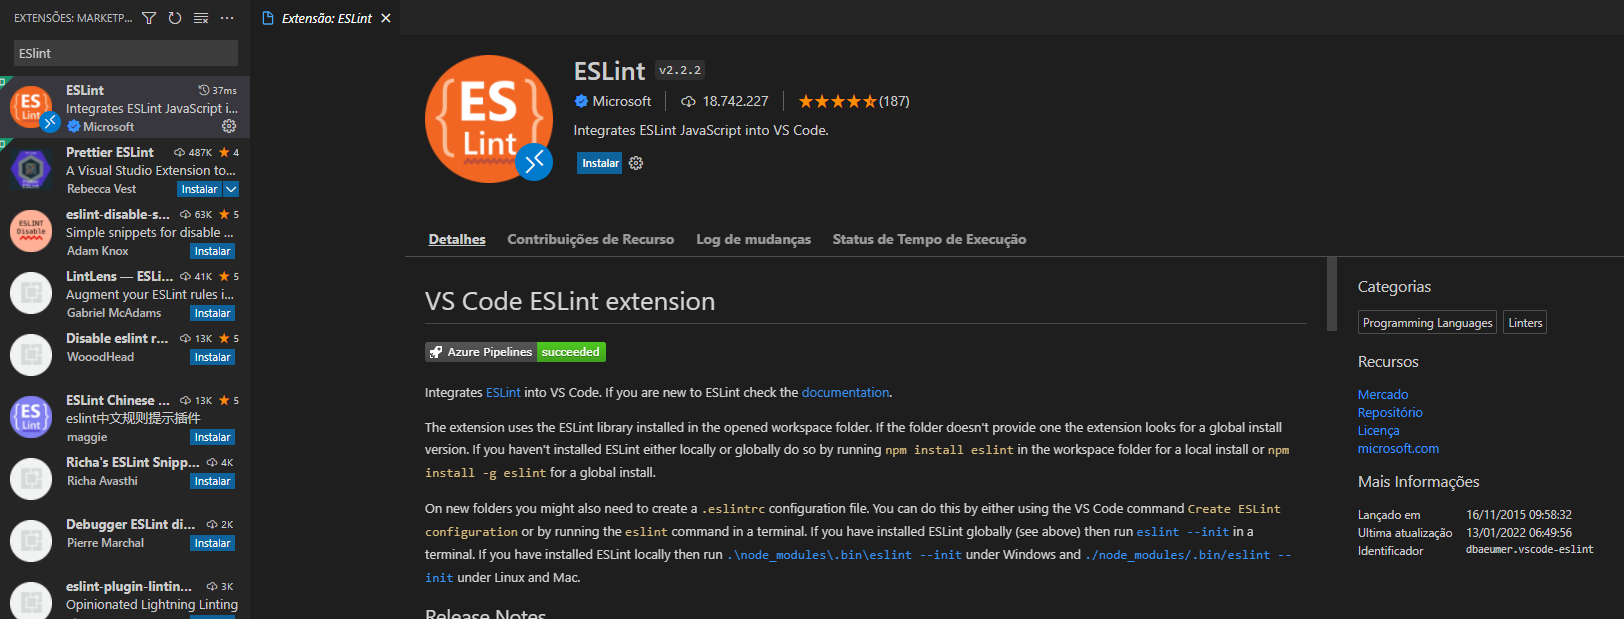 EXTENSÕES: MARKETP...
ESlint
ESLint 37ms
Integrates ESLint JavaScript i...
Microsoft
Prettier ESLint 487K 4
A Visual Studio Extension to...
Rebecca Vest Instalar
eslint-disable-s... 63K 5
Simple snippets for disable ...
Adam Knox Instalar
LintLens — ESLi... 41K 5
Augment your ESLint rules i...
Gabriel McAdams Instalar
Disable eslint r... 13K 5
WooodHead Instalar
ESLint Chinese ... 13K 5
eslint中文规则提示插件
maggie Instalar
Richa's ESLint Snipp... 4K
Richa Avasthi Instalar
Debugger ESLint di... 2K
Pierre Marchal Instalar
eslint-plugin-lintin... 3K
Opinionated Lightning Linting
Extensão: ESLint
ES
Lint
ESLint v2.2.2
Microsoft 18.742.227 (187)
Integrates ESLint JavaScript into VS Code.
Instalar
Detalhes Contribuições de Recurso Log de mudanças Status de Tempo de Execução
VS Code ESLint extension
Azure Pipelines succeeded
Integrates ESLint into VS Code. If you are new to ESLint check the documentation.
The extension uses the ESLint library installed in the opened workspace folder. If the folder doesn't provide one the extension looks for a global install
version. If you haven't installed ESLint either locally or globally do so by running npm install eslint in the workspace folder for a local install or npm
install -g eslint for a global install.
On new folders you might also need to create a .eslintrc configuration file. You can do this by either using the VS Code command Create ESLint
configuration or by running the eslint command in a terminal. If you have installed ESLint globally (see above) then run eslint --init in a
terminal. If you have installed ESLint locally then run .\node_modules\.bin\eslint --init under Windows and ./node_modules/.bin/eslint --
init under Linux and Mac.
Release Notes
Categorias
Programming Languages Linters
Recursos
Mercado
Repositório
Licença
microsoft.com
Mais Informações
Lançado em 16/11/2015 09:58:32
Ultima atualização 13/01/2022 06:49:56
Identificador dbaeumer.vscode-eslint